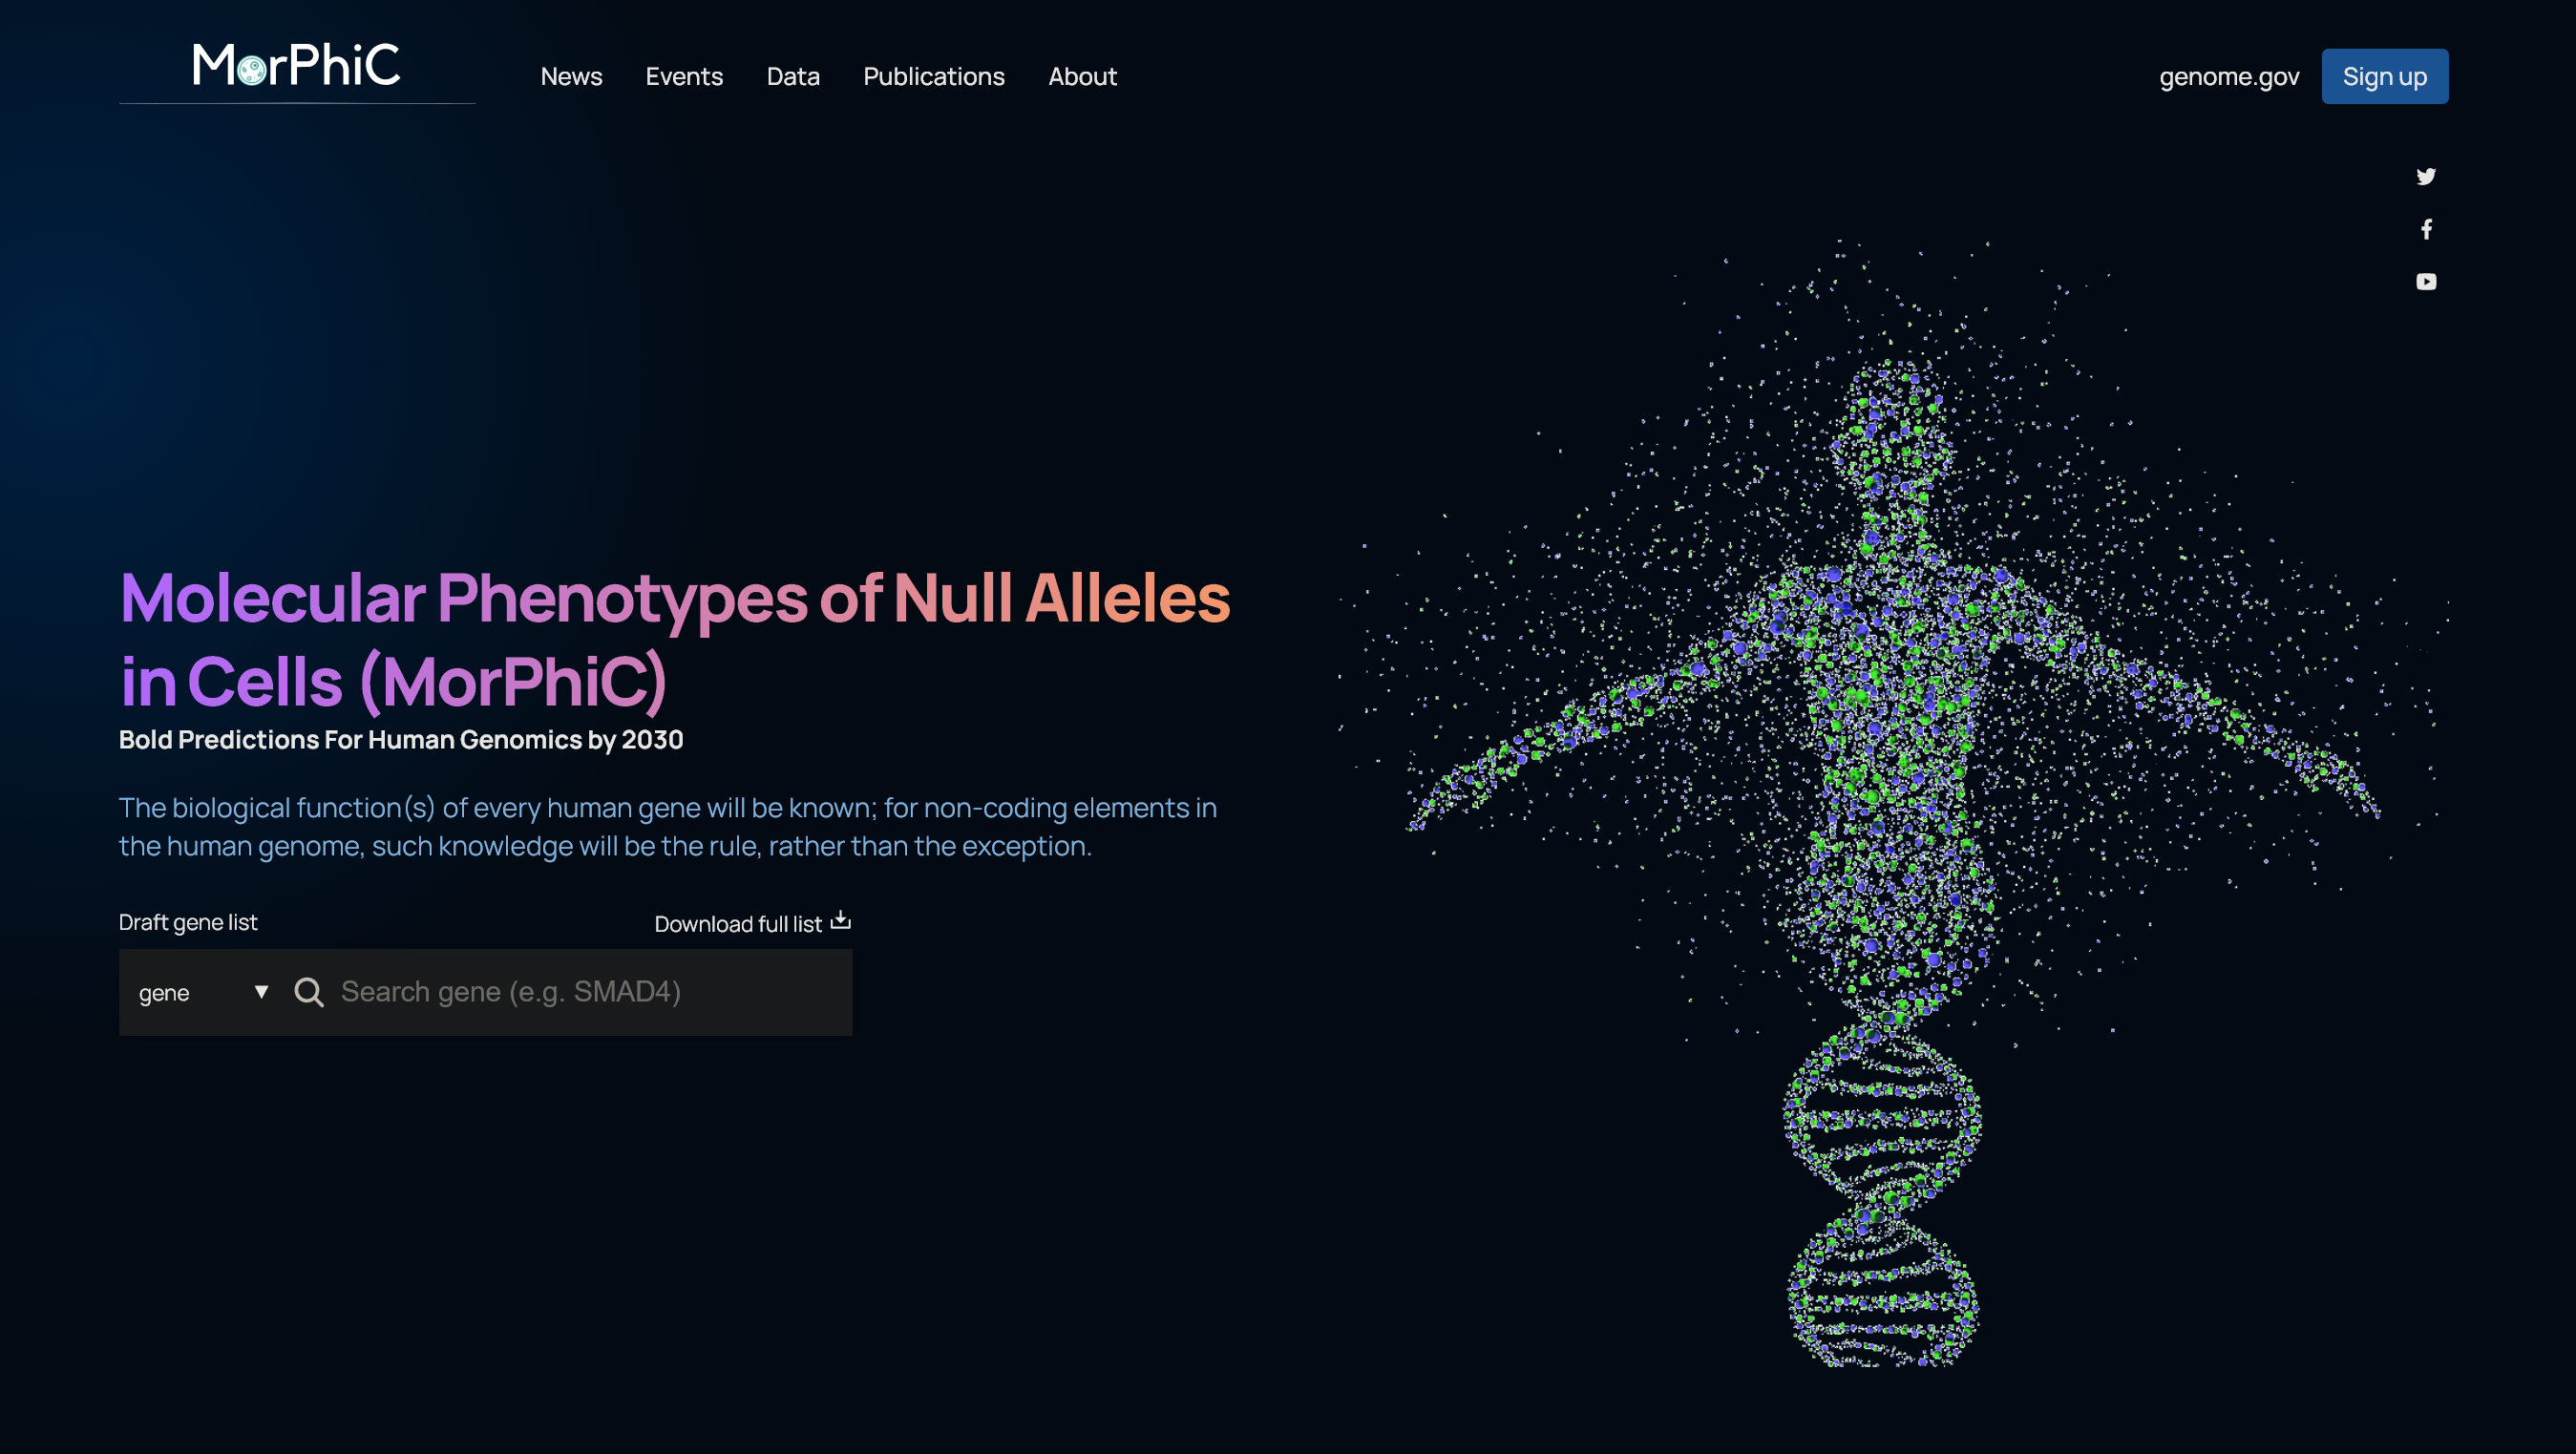 MorPhiC
News
Events
Data
Publications
About
genome.gov
Sign up
Molecular Phenotypes of Null Alleles
in Cells (MorPhiC)
Bold Predictions For Human Genomics by 2030
The biological function(s) of every human gene will be known; for non-coding elements in
the human genome, such knowledge will be the rule, rather than the exception.
Draft gene list
Download full list
gene
Search gene (e.g. SMAD4)